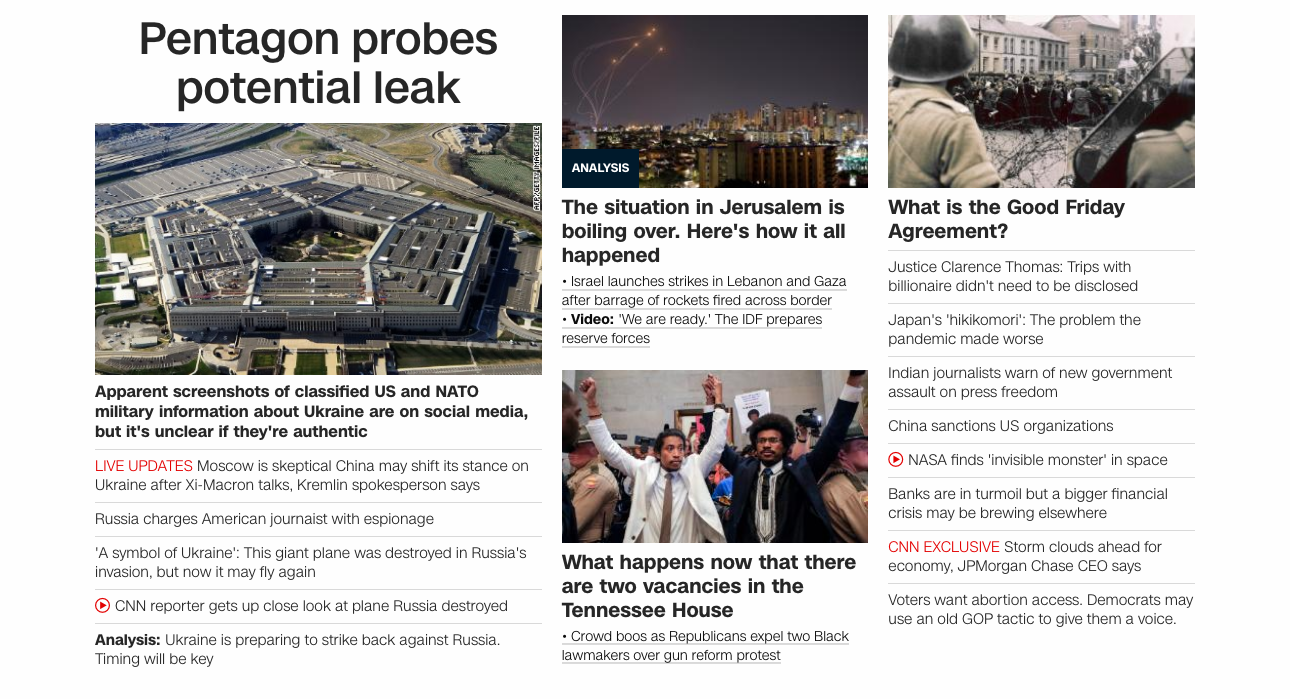 Pentagon probes
potential leak
AFP/GETTY IMAGES/FILE
Apparent screenshots of classified US and NATO
military information about Ukraine are on social media,
but it's unclear if they're authentic
LIVE UPDATES Moscow is skeptical China may shift its stance on
Ukraine after Xi-Macron talks, Kremlin spokesperson says
Russia charges American journaist with espionage
'A symbol of Ukraine': This giant plane was destroyed in Russia's
invasion, but now it may fly again
CNN reporter gets up close look at plane Russia destroyed
Analysis: Ukraine is preparing to strike back against Russia.
Timing will be key
ANALYSIS
The situation in Jerusalem is
boiling over. Here's how it all
happened
• Israel launches strikes in Lebanon and Gaza
after barrage of rockets fired across border
• Video: 'We are ready.' The IDF prepares
reserve forces
What happens now that there
are two vacancies in the
Tennessee House
• Crowd boos as Republicans expel two Black
lawmakers over gun reform protest
What is the Good Friday
Agreement?
Justice Clarence Thomas: Trips with
billionaire didn't need to be disclosed
Japan's 'hikikomori': The problem the
pandemic made worse
Indian journalists warn of new government
assault on press freedom
China sanctions US organizations
NASA finds 'invisible monster' in space
Banks are in turmoil but a bigger financial
crisis may be brewing elsewhere
CNN EXCLUSIVE Storm clouds ahead for
economy, JPMorgan Chase CEO says
Voters want abortion access. Democrats may
use an old GOP tactic to give them a voice.